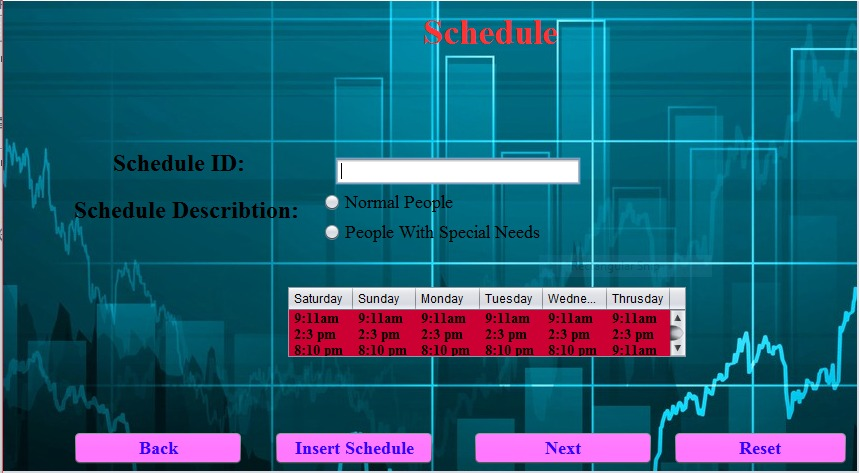 Schedule
Schedule ID:
Schedule Describtion:
Normal People
People With Special Needs
Saturday Sunday Monday Tuesday Wedne... Thrusday
9:11am 9:11am 9:11am 9:11am 9:11am 9:11am
2:3 pm 2:3 pm 2:3 pm 2:3 pm 2:3 pm 2:3 pm
8:10 pm 8:10 pm 8:10 pm 8:10 pm 8:10 pm 9:11am
Back Insert Schedule Next Reset